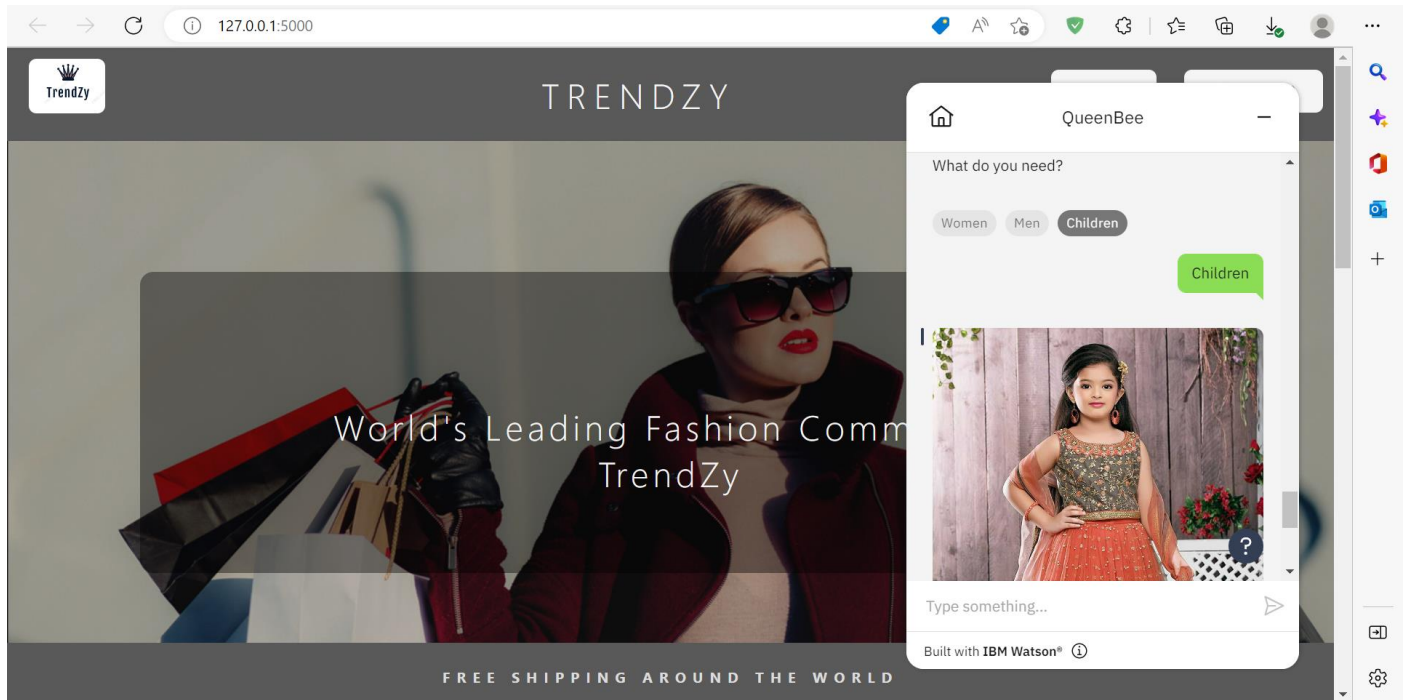 127.0.0.1:5000
TrendZy
TRENDZY
World's Leading Fashion Comm
TrendZy
FREE SHIPPING AROUND THE WORLD
QueenBee
What do you need?
Women Men Children
Children
?
Type something...
Built with IBM Watson®